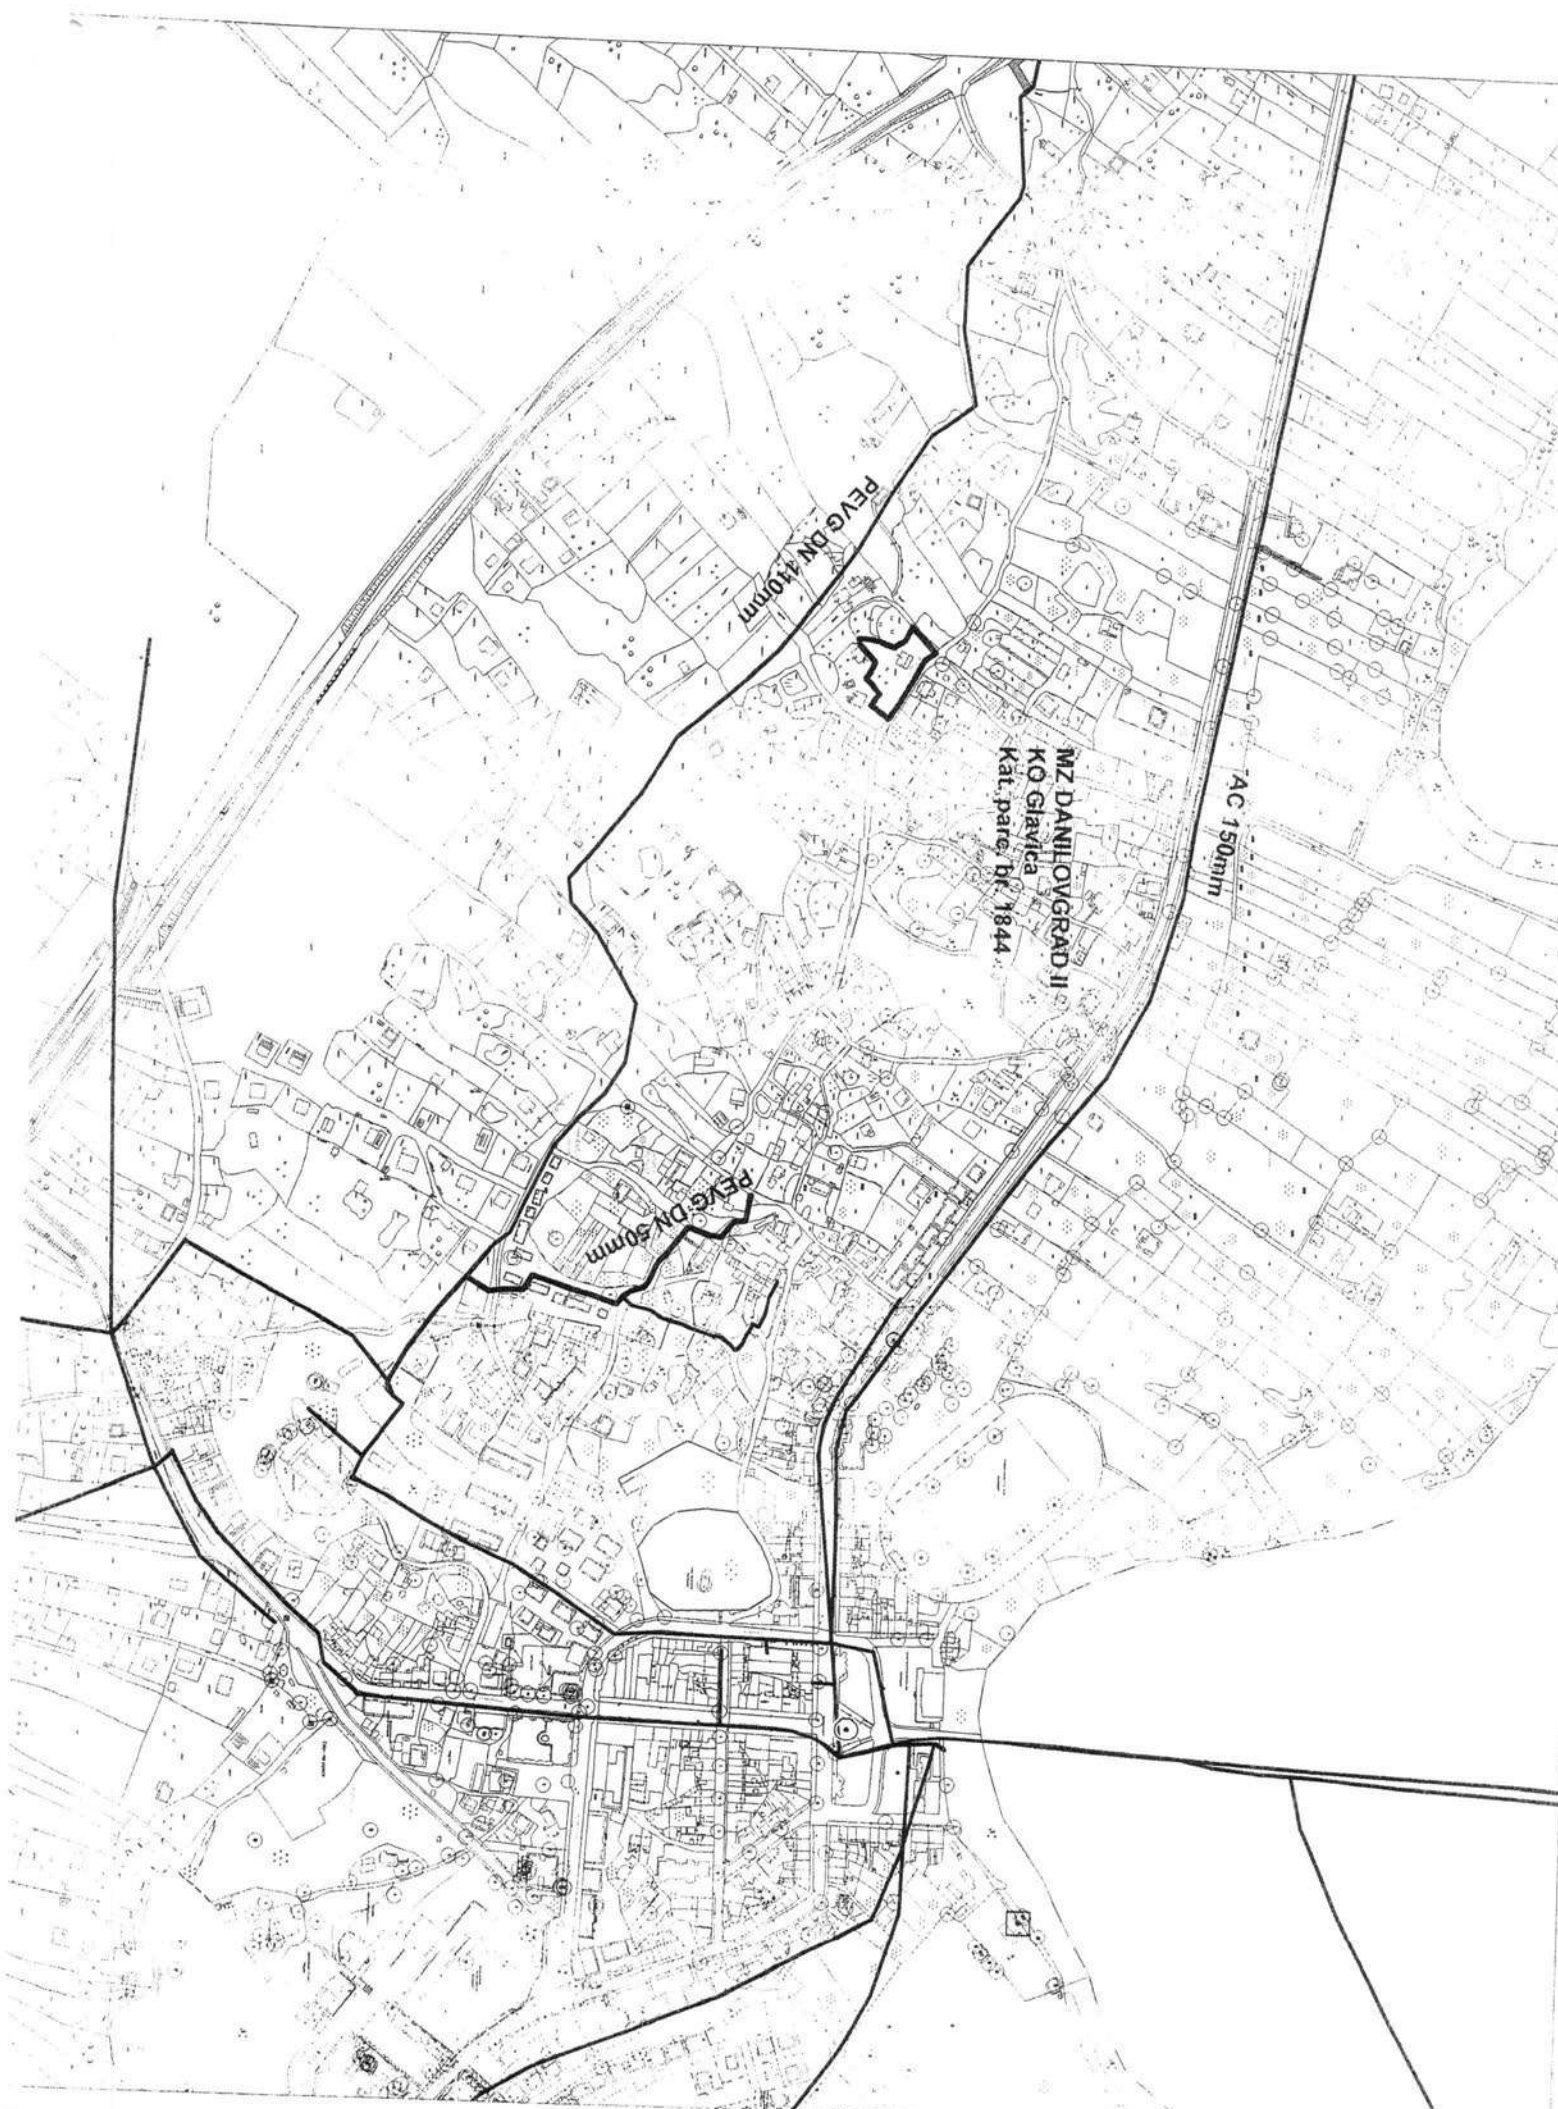 PEVG DN 110mm
AC 150mm
MZ DANILOVGRAD II
KO Glavica
Kat. parc. br. 1844
PEVG DN 50mm